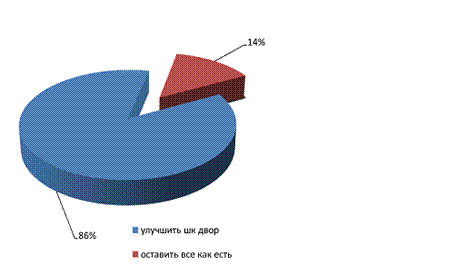 14%
86%
улучшить шк двор
оставить все как есть